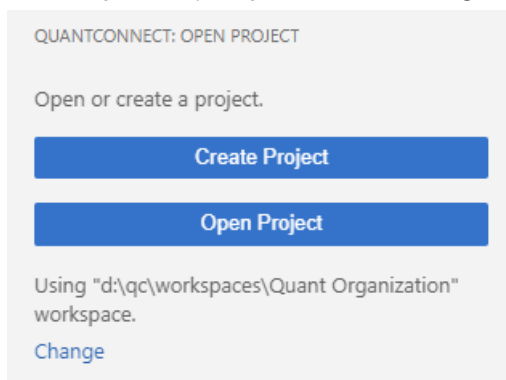 QUANTCONNECT: OPEN PROJECT
Open or create a project.
Create Project
Open Project
Using "d:\qc\workspaces\Quant Organization"
workspace.
Change